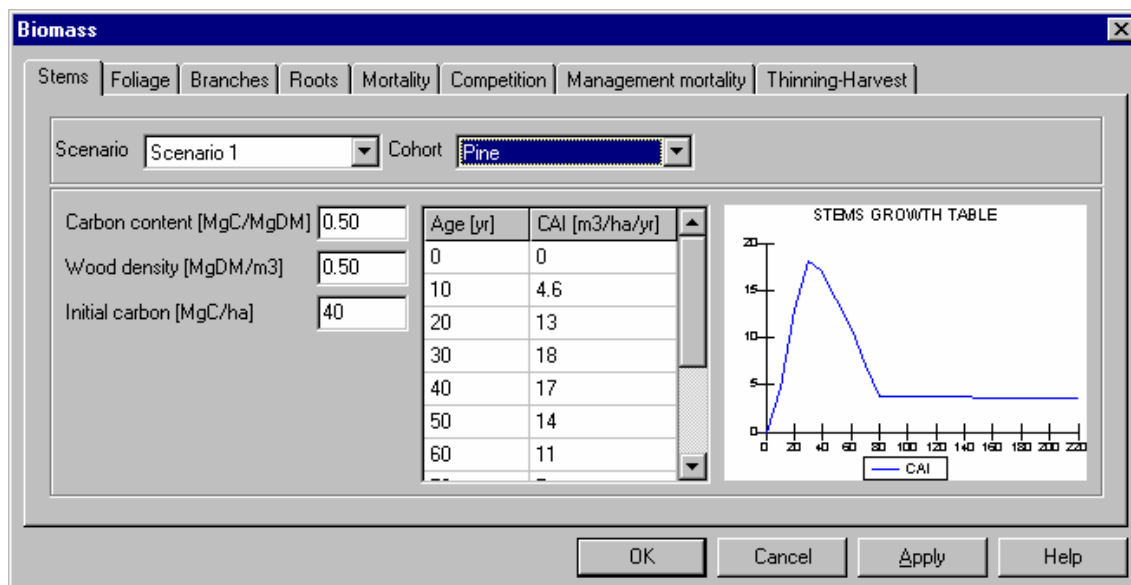 Biomass
Stems Foliage Branches Roots Mortality Competition Management mortality Thinning-Harvest
Scenario Scenario 1 Cohort Pine
Carbon content [MgC/MgDM] 0.50
Wood density [MgDM/m3] 0.50
Initial carbon [MgC/ha] 40
Age [yr] CAI [m3/ha/yr]
0 0
10 4.6
20 13
30 18
40 17
50 14
60 11
STEMS GROWTH TABLE
20
15
10
5
0
0 20 40 60 80 100 120 140 160 180 200 220
CAI
OK Cancel Apply Help